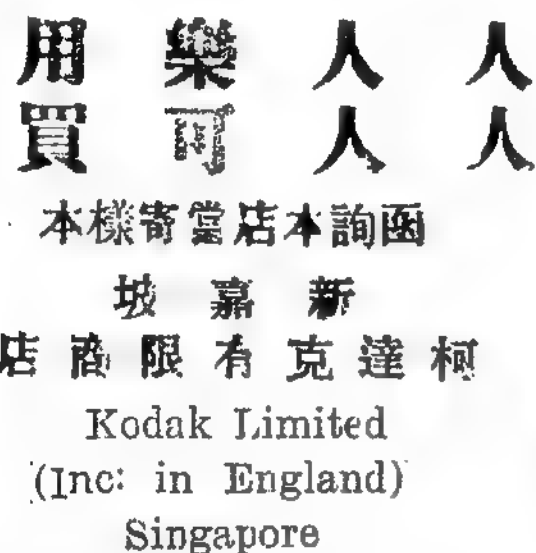 人人樂用
人人可買
函詢本店當寄樣本
新嘉坡
柯達克有限商店
Kodak Limited
(Inc: in England)
Singapore